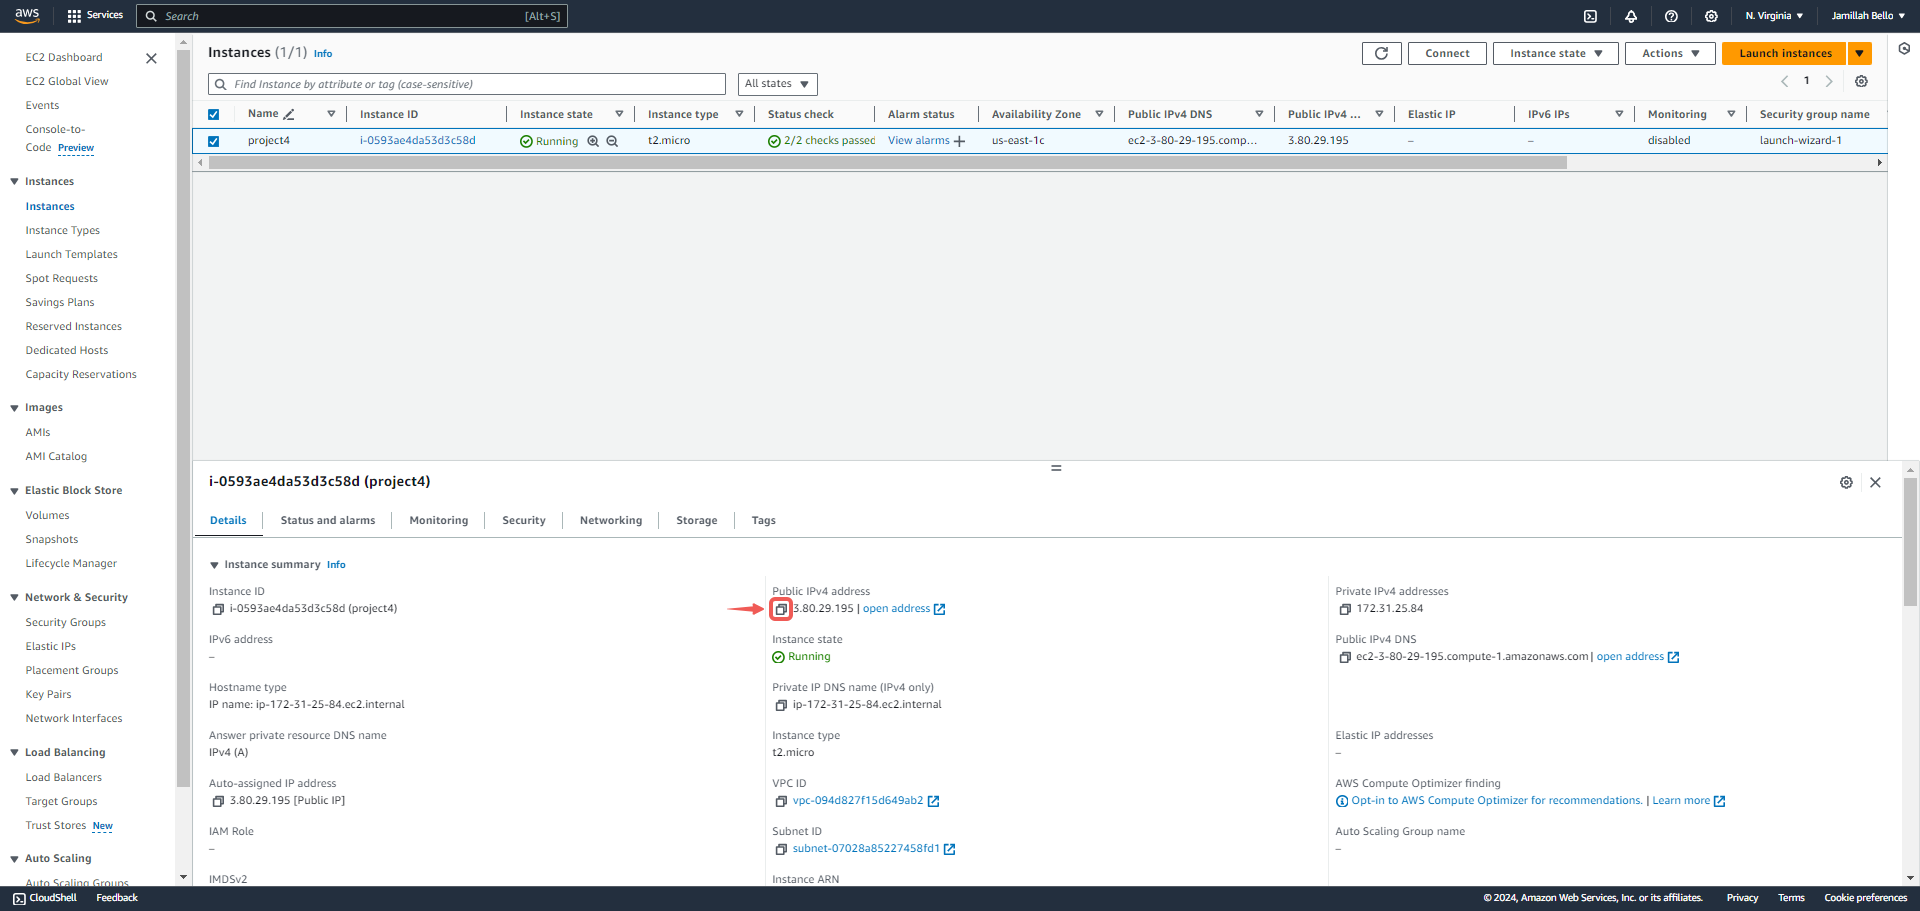 aws Services Search [Alt+S] N. Virginia Jamillah Bello
EC2 Dashboard
EC2 Global View
Events
Console-to-
Code Preview
Instances
Instances
Instance Types
Launch Templates
Spot Requests
Savings Plans
Reserved Instances
Dedicated Hosts
Capacity Reservations
Images
AMIs
AMI Catalog
Elastic Block Store
Volumes
Snapshots
Lifecycle Manager
Network & Security
Security Groups
Elastic IPs
Placement Groups
Key Pairs
Network Interfaces
Load Balancing
Load Balancers
Target Groups
Trust Stores New
Auto Scaling
Auto Scaling Groups
Instances (1/1) Info Connect Instance state Actions Launch instances
Find Instance by attribute or tag (case-sensitive) All states 1
Name Instance ID Instance state Instance type Status check Alarm status Availability Zone Public IPv4 DNS Public IPv4 ... Elastic IP IPv6 IPs Monitoring Security group name
project4 i-0593ae4da53d3c58d Running t2.micro 2/2 checks passed View alarms + us-east-1c ec2-3-80-29-195.comp... 3.80.29.195 – – disabled launch-wizard-1
i-0593ae4da53d3c58d (project4)
Details Status and alarms Monitoring Security Networking Storage Tags
Instance summary Info
Instance ID
i-0593ae4da53d3c58d (project4)
Public IPv4 address
3.80.29.195 | open address
Private IPv4 addresses
172.31.25.84
IPv6 address
–
Instance state
Running
Public IPv4 DNS
ec2-3-80-29-195.compute-1.amazonaws.com | open address
Hostname type
IP name: ip-172-31-25-84.ec2.internal
Private IP DNS name (IPv4 only)
ip-172-31-25-84.ec2.internal
Answer private resource DNS name
IPv4 (A)
Instance type
t2.micro
Elastic IP addresses
–
Auto-assigned IP address
3.80.29.195 [Public IP]
VPC ID
vpc-094d827f15d649ab2
AWS Compute Optimizer finding
Opt-in to AWS Compute Optimizer for recommendations. | Learn more
IAM Role
–
Subnet ID
subnet-07028a85227458fd1
Auto Scaling Group name
–
IMDSv2
Instance ARN
CloudShell Feedback © 2024, Amazon Web Services, Inc. or its affiliates. Privacy Terms Cookie preferences